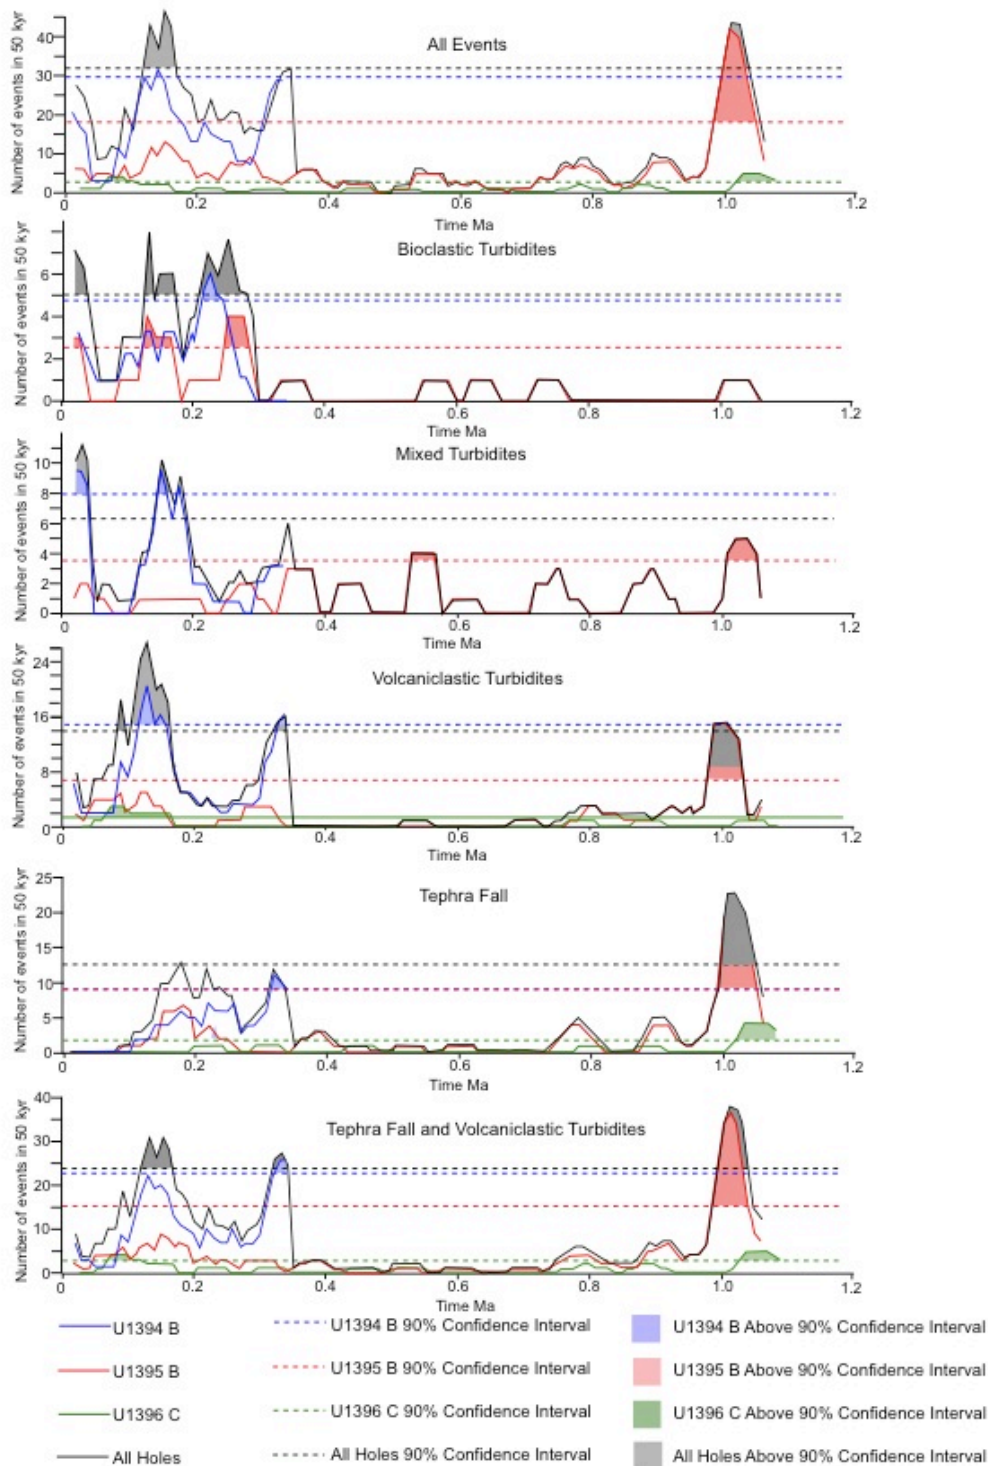 All Events
Number of events in 50 kyr
40
30
20
10
0
0 0.2 0.4 0.6 0.8 1.0 1.2
Time Ma
Bioclastic Turbidites
Number of events in 50 kyr
6
4
2
0
0 0.2 0.4 0.6 0.8 1.0 1.2
Time Ma
Mixed Turbidites
Number of events in 50 kyr
10
8
6
4
2
0
0 0.2 0.4 0.6 0.8 1.0 1.2
Time Ma
Volcaniclastic Turbidites
Number of events in 50 kyr
24
16
8
0
0 0.2 0.4 0.6 0.8 1.0 1.2
Time Ma
Tephra Fall
Number of events in 50 kyr
25
20
15
10
5
0
0 0.2 0.4 0.6 0.8 1.0 1.2
Time Ma
Tephra Fall and Volcaniclastic Turbidites
Number of events in 50 kyr
40
30
20
10
0
0 0.2 0.4 0.6 0.8 1.0 1.2
Time Ma
U1394 B U1394 B 90% Confidence Interval U1394 B Above 90% Confidence Interval
U1395 B U1395 B 90% Confidence Interval U1395 B Above 90% Confidence Interval
U1396 C U1396 C 90% Confidence Interval U1396 C Above 90% Confidence Interval
All Holes All Holes 90% Confidence Interval All Holes Above 90% Confidence Interval